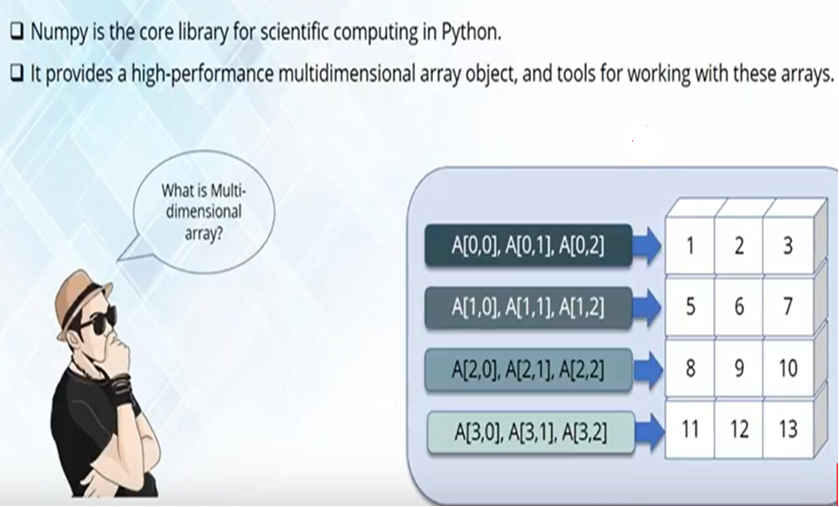 Numpy is the core library for scientific computing in Python.
It provides a high-performance multidimensional array object, and tools for working with these arrays.
What is Multi-
dimensional
array?
A[0,0], A[0,1], A[0,2] 1 2 3
A[1,0], A[1,1], A[1,2] 5 6 7
A[2,0], A[2,1], A[2,2] 8 9 10
A[3,0], A[3,1], A[3,2] 11 12 13